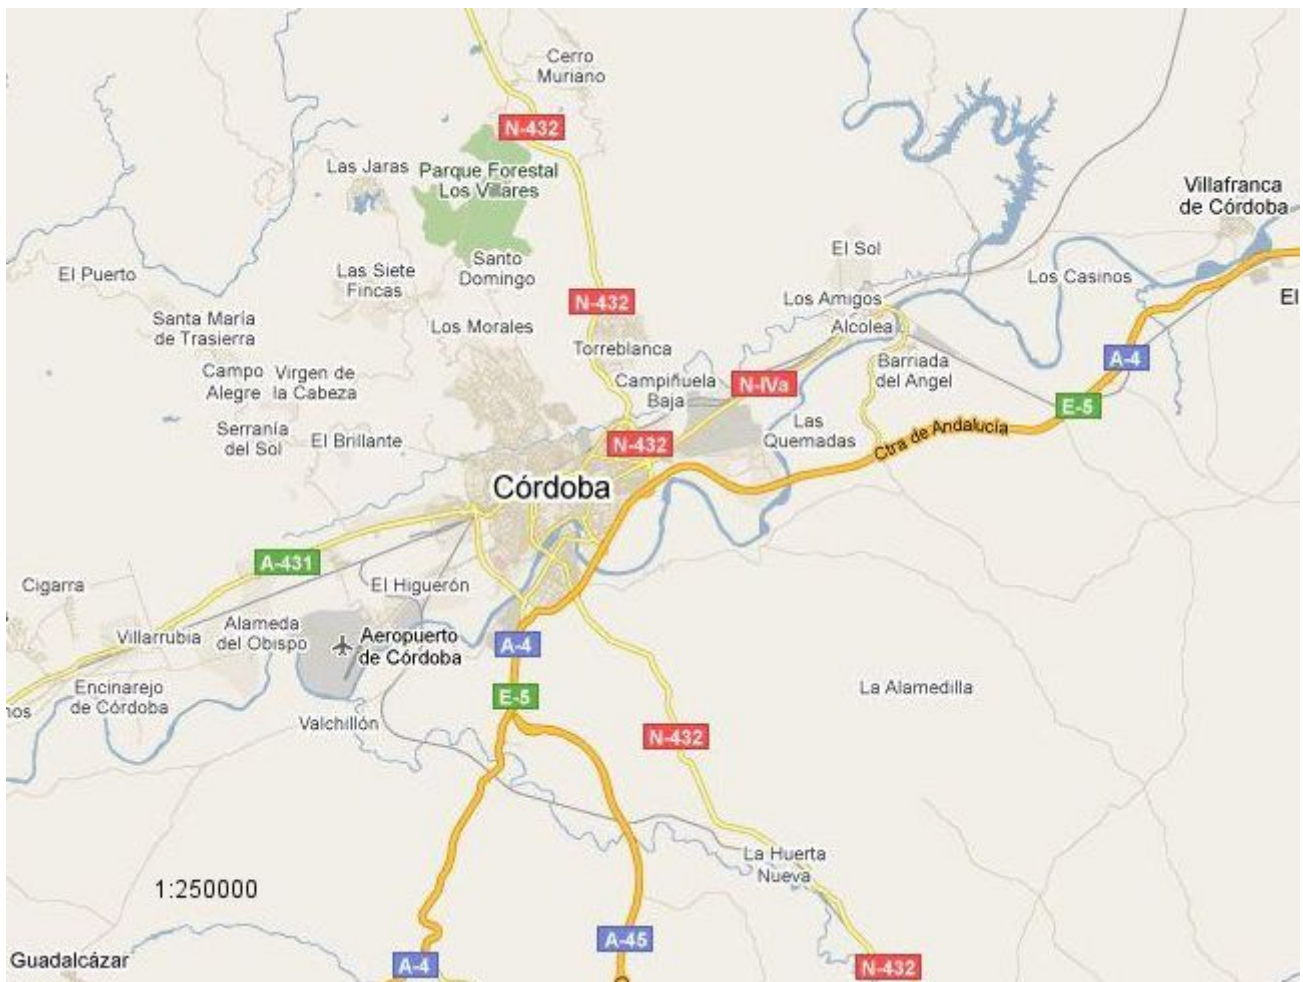 Cerro
Muriano
N-432
Las Jaras
Parque Forestal
Los Villares
Villafranca
de Córdoba
El Sol
El Puerto
Las Siete
Fincas
Santo
Domingo
Los Casinos
El
N-432
Los Amigos
Santa María
de Trasierra
Los Morales
Alcolea
Torreblanca
A-4
Campo
Alegre
Virgen de
la Cabeza
Campiñuela
Baja
N-IVa
Barriada
del Angel
E-5
Serranía
del Sol
El Brillante
N-432
Las
Quemadas
Ctra de Andalucía
Córdoba
A-431
Cigarra
El Higuerón
Villarrubia
Alameda
del Obispo
Aeropuerto
de Córdoba
A-4
Encinarejo
de Córdoba
nos
E-5
La Alamedilla
Valchillón
N-432
La Huerta
Nueva
1:250000
A-45
Guadalcázar
A-4
N-432